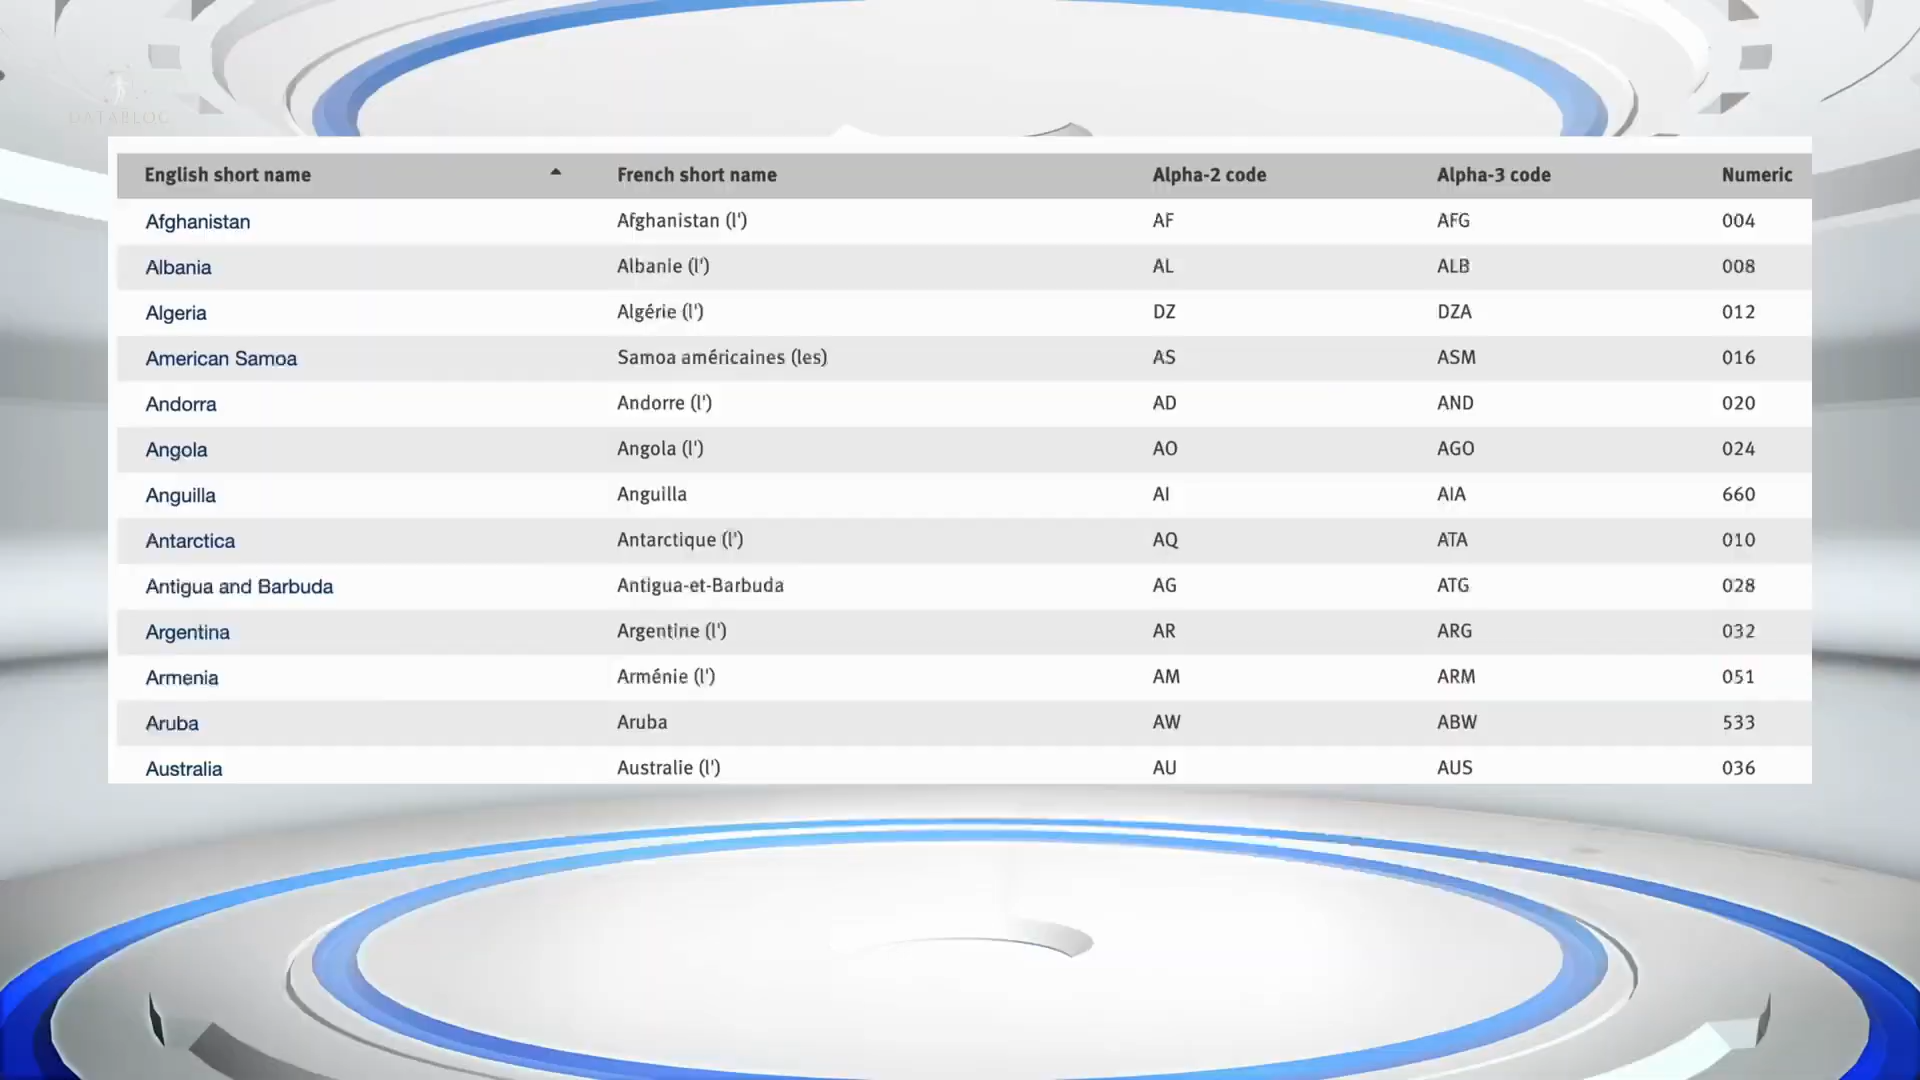 DATABLOC
English short name French short name Alpha-2 code Alpha-3 code Numeric
Afghanistan Afghanistan (l') AF AFG 004
Albania Albanie (l') AL ALB 008
Algeria Algérie (l') DZ DZA 012
American Samoa Samoa américaines (les) AS ASM 016
Andorra Andorre (l') AD AND 020
Angola Angola (l') AO AGO 024
Anguilla Anguilla AI AIA 660
Antarctica Antarctique (l') AQ ATA 010
Antigua and Barbuda Antigua-et-Barbuda AG ATG 028
Argentina Argentine (l') AR ARG 032
Armenia Arménie (l') AM ARM 051
Aruba Aruba AW ABW 533
Australia Australie (l') AU AUS 036